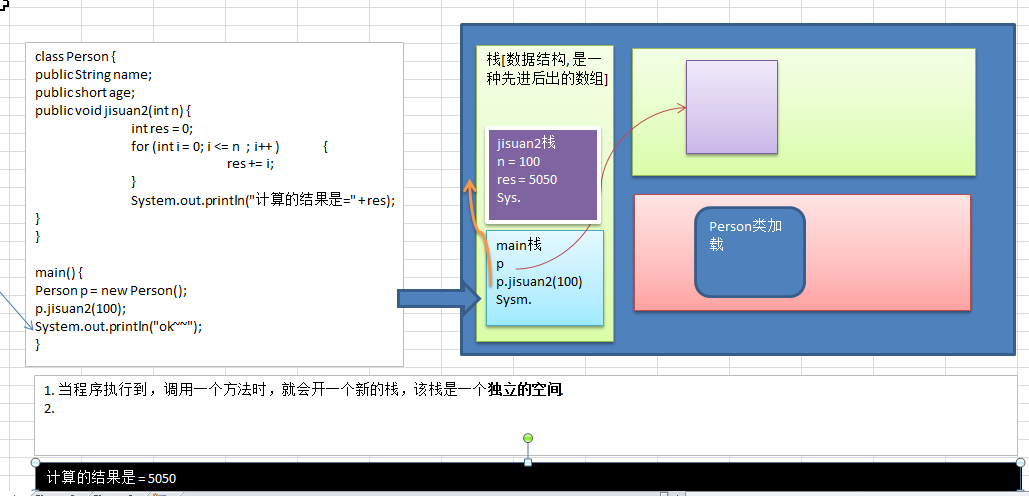 class Person {
public String name;
public short age;
public void jisuan2(int n) {
int res = 0;
for (int i = 0; i <= n ; i++ ) {
res += i;
}
System.out.println("计算的结果是=" + res);
}
}
main() {
Person p = new Person();
p.jisuan2(100);
System.out.println("ok~~");
}
栈[数据结构, 是一
种先进后出的数组]
jisuan2栈
n = 100
res = 5050
Sys.
main栈
p
p.jisuan2(100)
Sysm.
Person类加
载
1. 当程序执行到，调用一个方法时，就会开一个新的栈，该栈是一个独立的空间.
2.
计算的结果是 = 5050